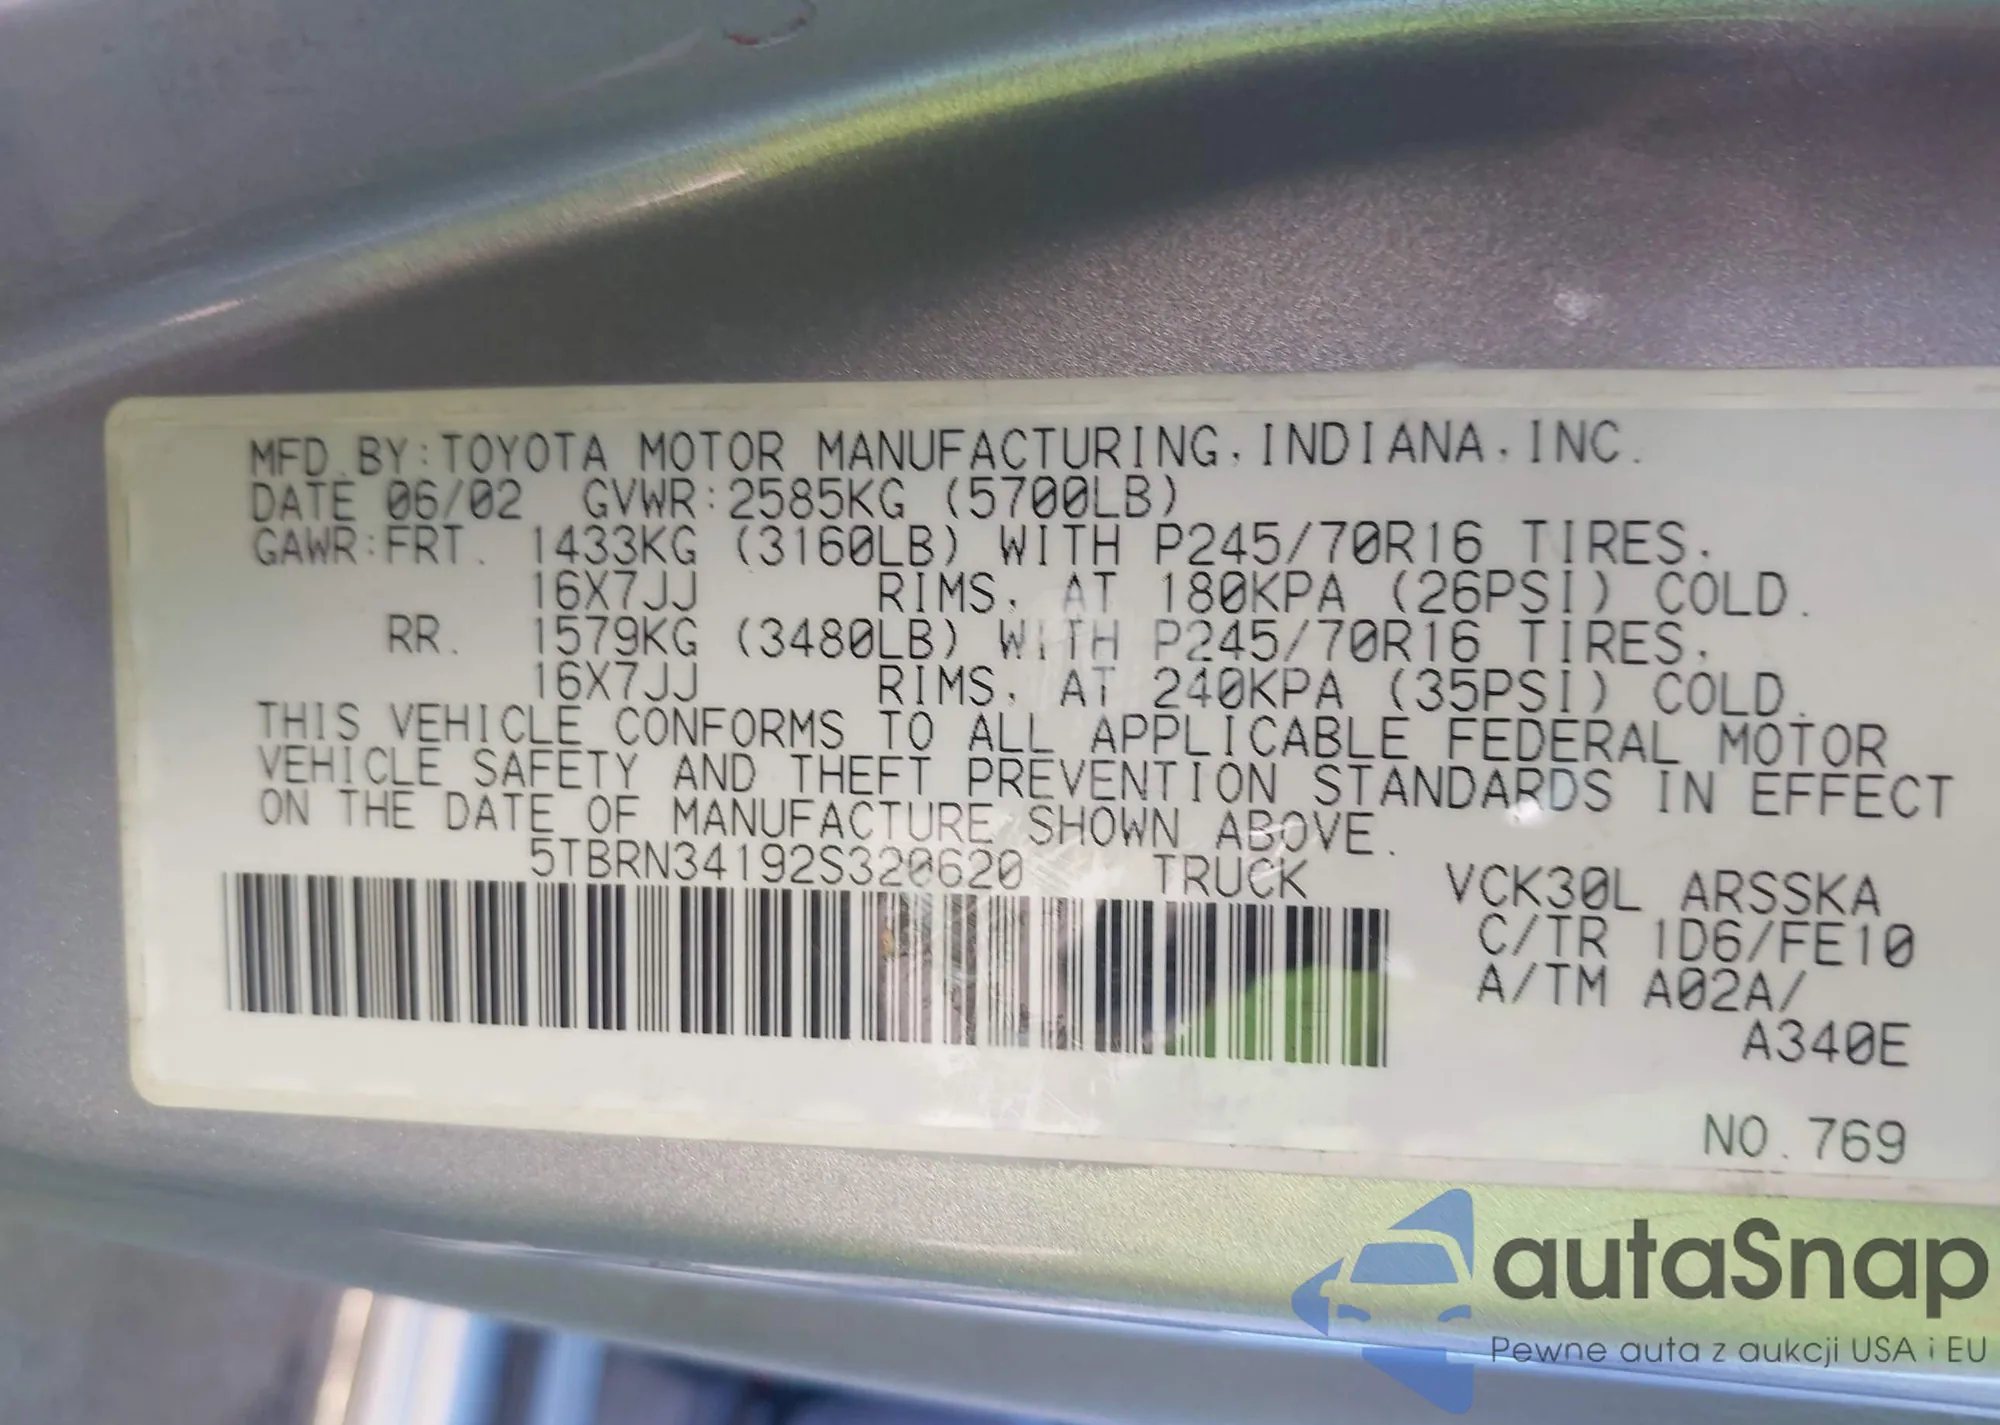 MFD.BY:TOYOTA MOTOR MANUFACTURING,INDIANA,INC.
DATE 06/02 GVWR:2585KG (5700LB)
GAWR:FRT. 1433KG (3160LB) WITH P245/70R16 TIRES,
16X7JJ RIMS, AT 180KPA (26PSI) COLD.
RR. 1579KG (3480LB) WITH P245/70R16 TIRES,
16X7JJ RIMS, AT 240KPA (35PSI) COLD.
THIS VEHICLE CONFORMS TO ALL APPLICABLE FEDERAL MOTOR
VEHICLE SAFETY AND THEFT PREVENTION STANDARDS IN EFFECT
ON THE DATE OF MANUFACTURE SHOWN ABOVE.
5TBRN34192S320620 TRUCK VCK30L ARSSKA
C/TR 1D6/FE10
A/TM A02A/
A340E
NO.769
autaSnap
Pewne auta z aukcji USA i EU